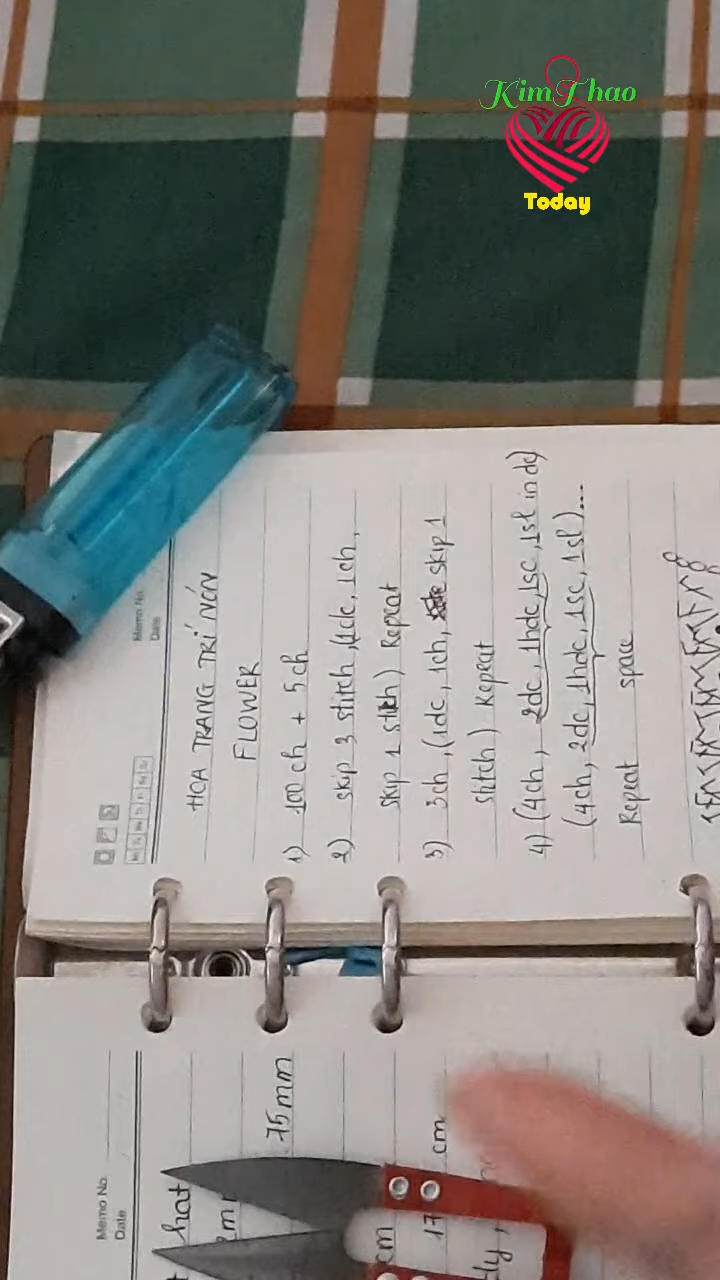 KimThao
Today
Memo No.
Date
HOA TRANG TRÍ NÓN
FLOWER
1) 100 ch + 5 ch
2) skip 3 stitch, (1dc, 1ch,
skip 1 stitch) Repeat
3) 3ch, (1dc, 1ch, skip 1
stitch) Repeat
4) (4ch, 2dc, 1hdc, 1sc, 1sl in dc)
(4ch, 2dc, 1hdc, 1sc, 1sl)...
Repeat space
Memo No.
Date
hat
75mm
cm
cm
17